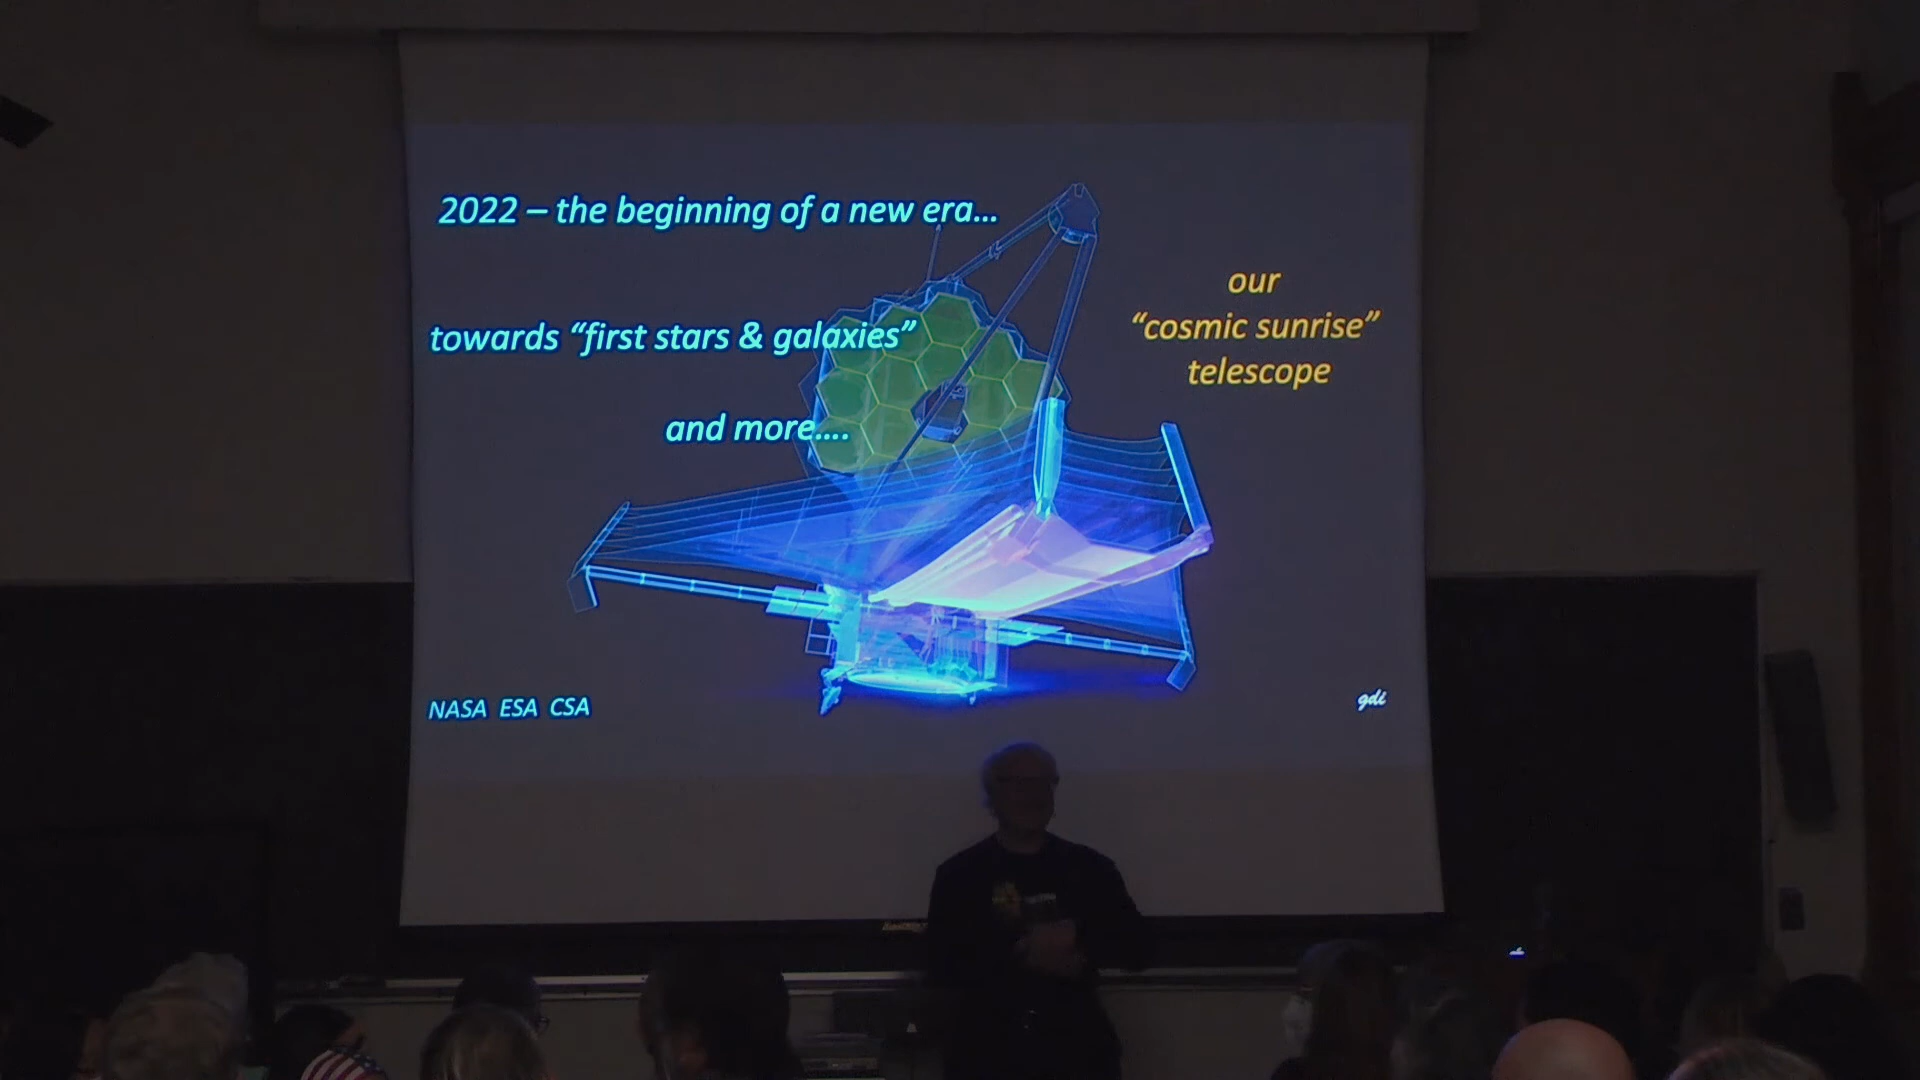 2022 – the beginning of a new era...
our
“cosmic sunrise”
telescope
towards “first stars & galaxies”
and more....
NASA ESA CSA
gdi